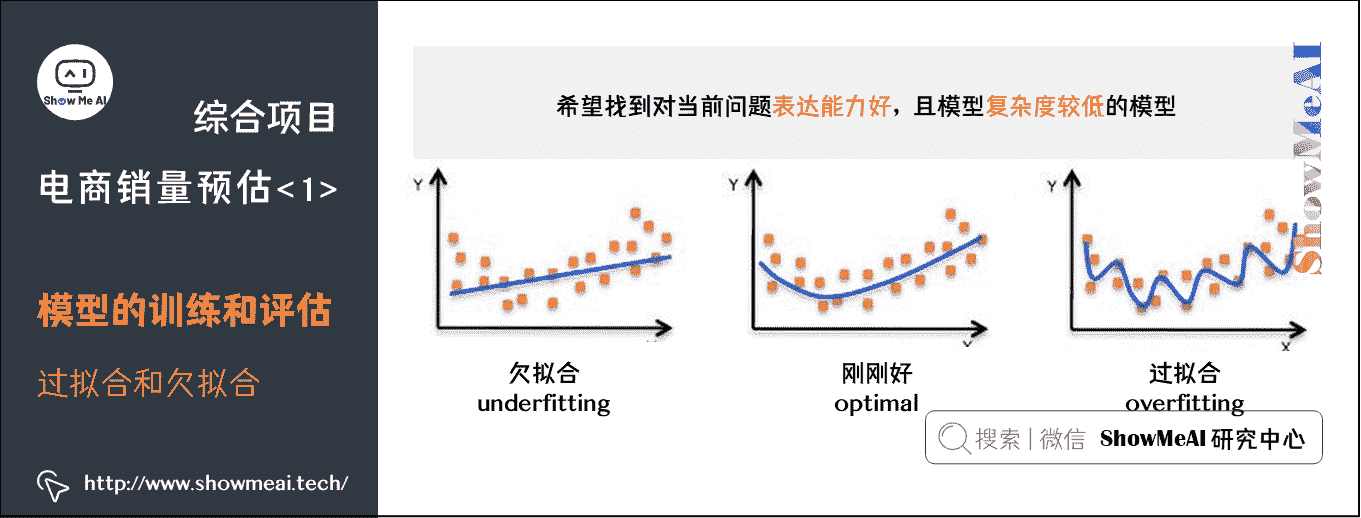 Show Me AI
综合项目
电商销量预估<1>
模型的训练和评估
过拟合和欠拟合
http://www.showmeai.tech/
希望找到对当前问题表达能力好，且模型复杂度较低的模型
ShowMeAI
Y
Y
X
Y
X
欠拟合
underfitting
刚刚好
optimal
过拟合
overfitting
搜索 | 微信 ShowMeAI 研究中心